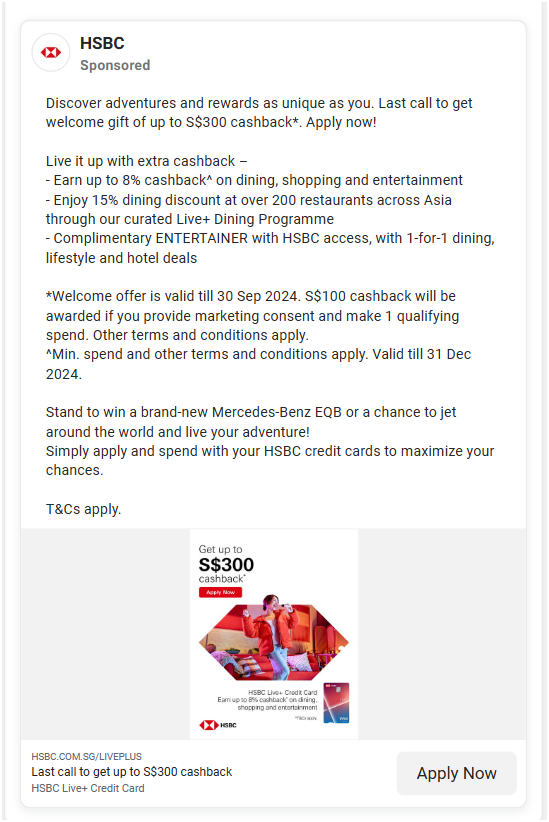 HSBC
Sponsored
Discover adventures and rewards as unique as you. Last call to get
welcome gift of up to S$300 cashback*. Apply now!
Live it up with extra cashback –
- Earn up to 8% cashback^ on dining, shopping and entertainment
- Enjoy 15% dining discount at over 200 restaurants across Asia
through our curated Live+ Dining Programme
- Complimentary ENTERTAINER with HSBC access, with 1-for-1 dining,
lifestyle and hotel deals
*Welcome offer is valid till 30 Sep 2024. S$100 cashback will be
awarded if you provide marketing consent and make 1 qualifying
spend. Other terms and conditions apply.
^Min. spend and other terms and conditions apply. Valid till 31 Dec
2024.
Stand to win a brand-new Mercedes-Benz EQB or a chance to jet
around the world and live your adventure!
Simply apply and spend with your HSBC credit cards to maximize your
chances.
T&Cs apply.
Get up to
S$300
cashback*
Apply Now
HSBC Live+ Credit Card
Earn up to 8% cashback^ on dining,
shopping and entertainment
HSBC
HSBC.COM.SG/LIVEPLUS
Last call to get up to S$300 cashback
HSBC Live+ Credit Card
Apply Now